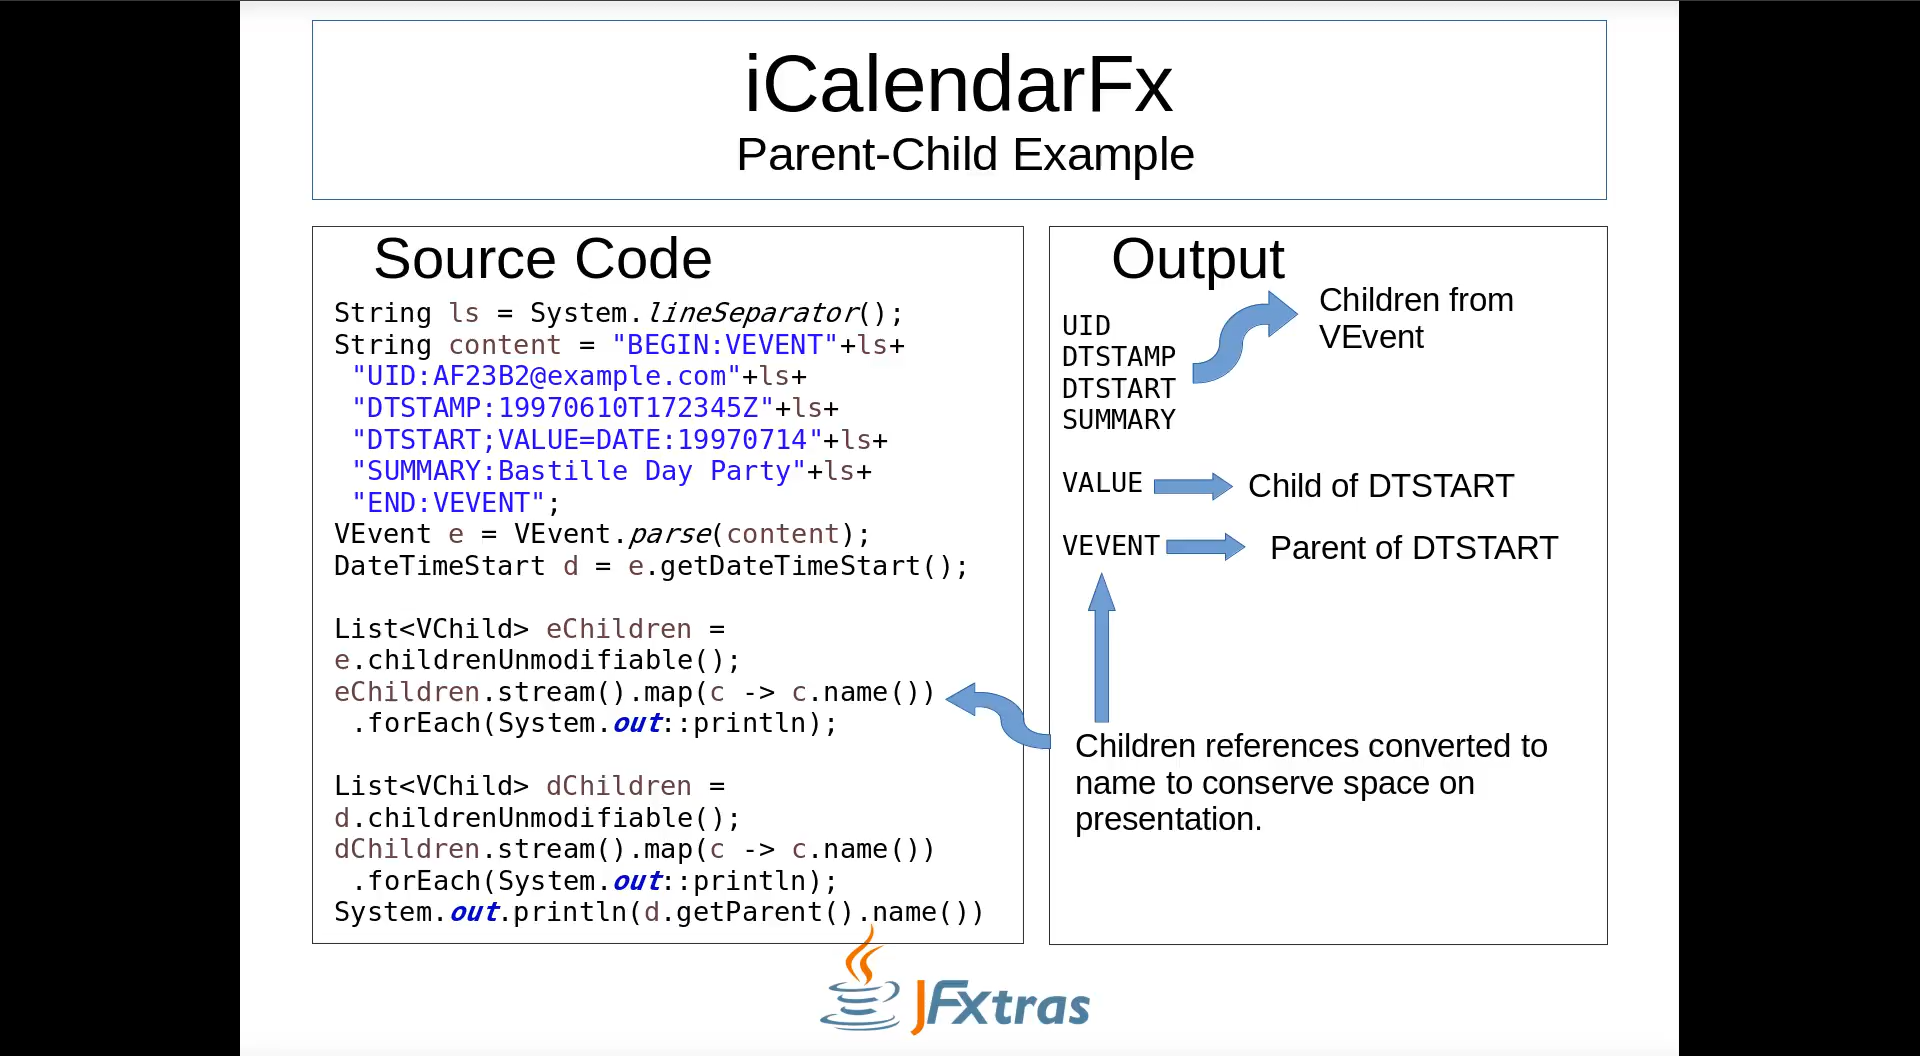 iCalendarFx
Parent-Child Example
Source Code
String ls = System.lineSeparator();
String content = "BEGIN:VEVENT"+ls+
"UID:AF23B2@example.com"+ls+
"DTSTAMP:19970610T172345Z"+ls+
"DTSTART;VALUE=DATE:19970714"+ls+
"SUMMARY:Bastille Day Party"+ls+
"END:VEVENT";
VEvent e = VEvent.parse(content);
DateTimeStart d = e.getDateTimeStart();
List<VChild> eChildren =
e.childrenUnmodifiable();
eChildren.stream().map(c -> c.name())
.forEach(System.out::println);
List<VChild> dChildren =
d.childrenUnmodifiable();
dChildren.stream().map(c -> c.name())
.forEach(System.out::println);
System.out.println(d.getParent().name())
Output
UID
DTSTAMP
DTSTART
SUMMARY
Children from
VEvent
VALUE
Child of DTSTART
VEVENT
Parent of DTSTART
Children references converted to
name to conserve space on
presentation.
JFXtras